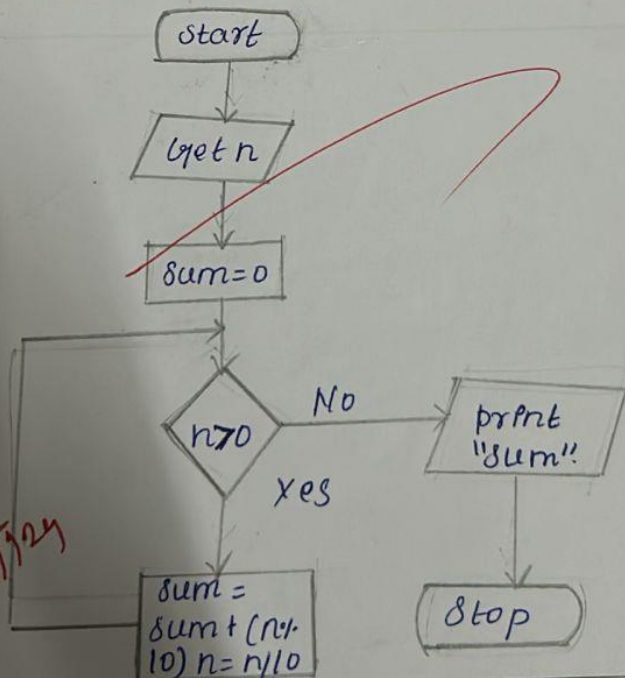 Start
Get n
Sum=0
n>0
No
Yes
print
"Sum".
Sum =
Sum + (n%
10) n = n/10
Stop